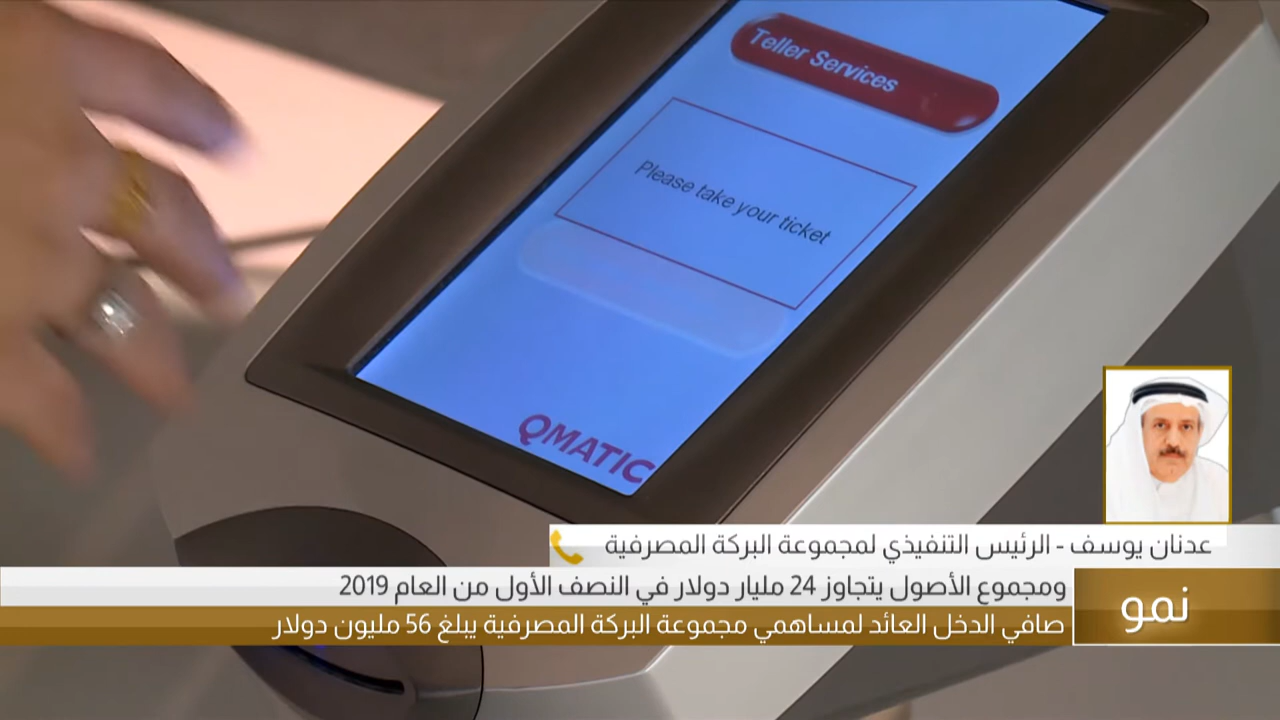 Teller Services
Please take your ticket
QMATIC
عدنان يوسف - الرئيس التنفيذي لمجموعة البركة المصرفية
نمو
ومجموع الأصول يتجاوز 24 مليار دولار في النصف الأول من العام 2019
صافي الدخل العائد لمساهمي مجموعة البركة المصرفية يبلغ 56 مليون دولار